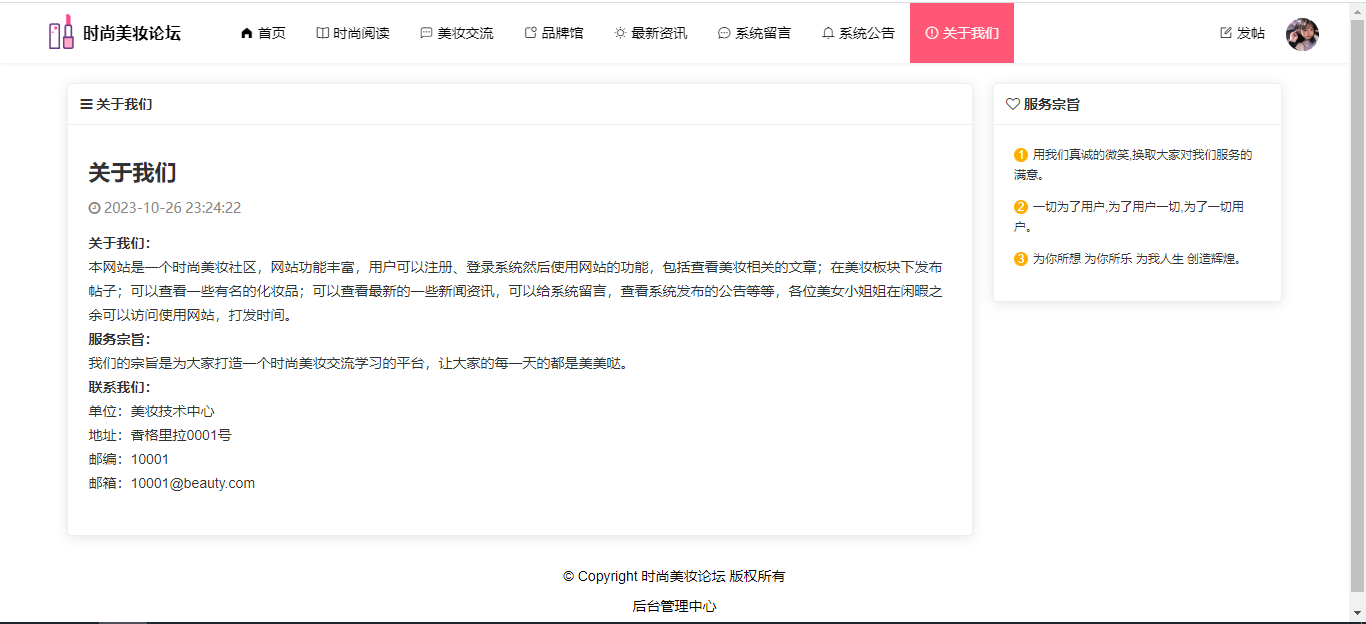 时尚美妆论坛 首页 时尚阅读 美妆交流 品牌馆 最新资讯 系统留言 系统公告 关于我们 发帖
关于我们
关于我们
2023-10-26 23:24:22
关于我们：
本网站是一个时尚美妆社区，网站功能丰富，用户可以注册、登录系统然后使用网站的功能，包括查看美妆相关的文章；在美妆板块下发布
帖子；可以查看一些有名的化妆品；可以查看最新的一些新闻资讯，可以给系统留言，查看系统发布的公告等等，各位美女小姐姐在闲暇之
余可以访问使用网站，打发时间。
服务宗旨：
我们的宗旨是为大家打造一个时尚美妆交流学习的平台，让大家的每一天的都是美美哒。
联系我们：
单位：美妆技术中心
地址：香格里拉0001号
邮编：10001
邮箱：10001@beauty.com
服务宗旨
1 用我们真诚的微笑,换取大家对我们服务的
满意。
2 一切为了用户,为了用户一切,为了一切用
户。
3 为你所想 为你所乐 为我人生 创造辉煌。
© Copyright 时尚美妆论坛 版权所有
后台管理中心